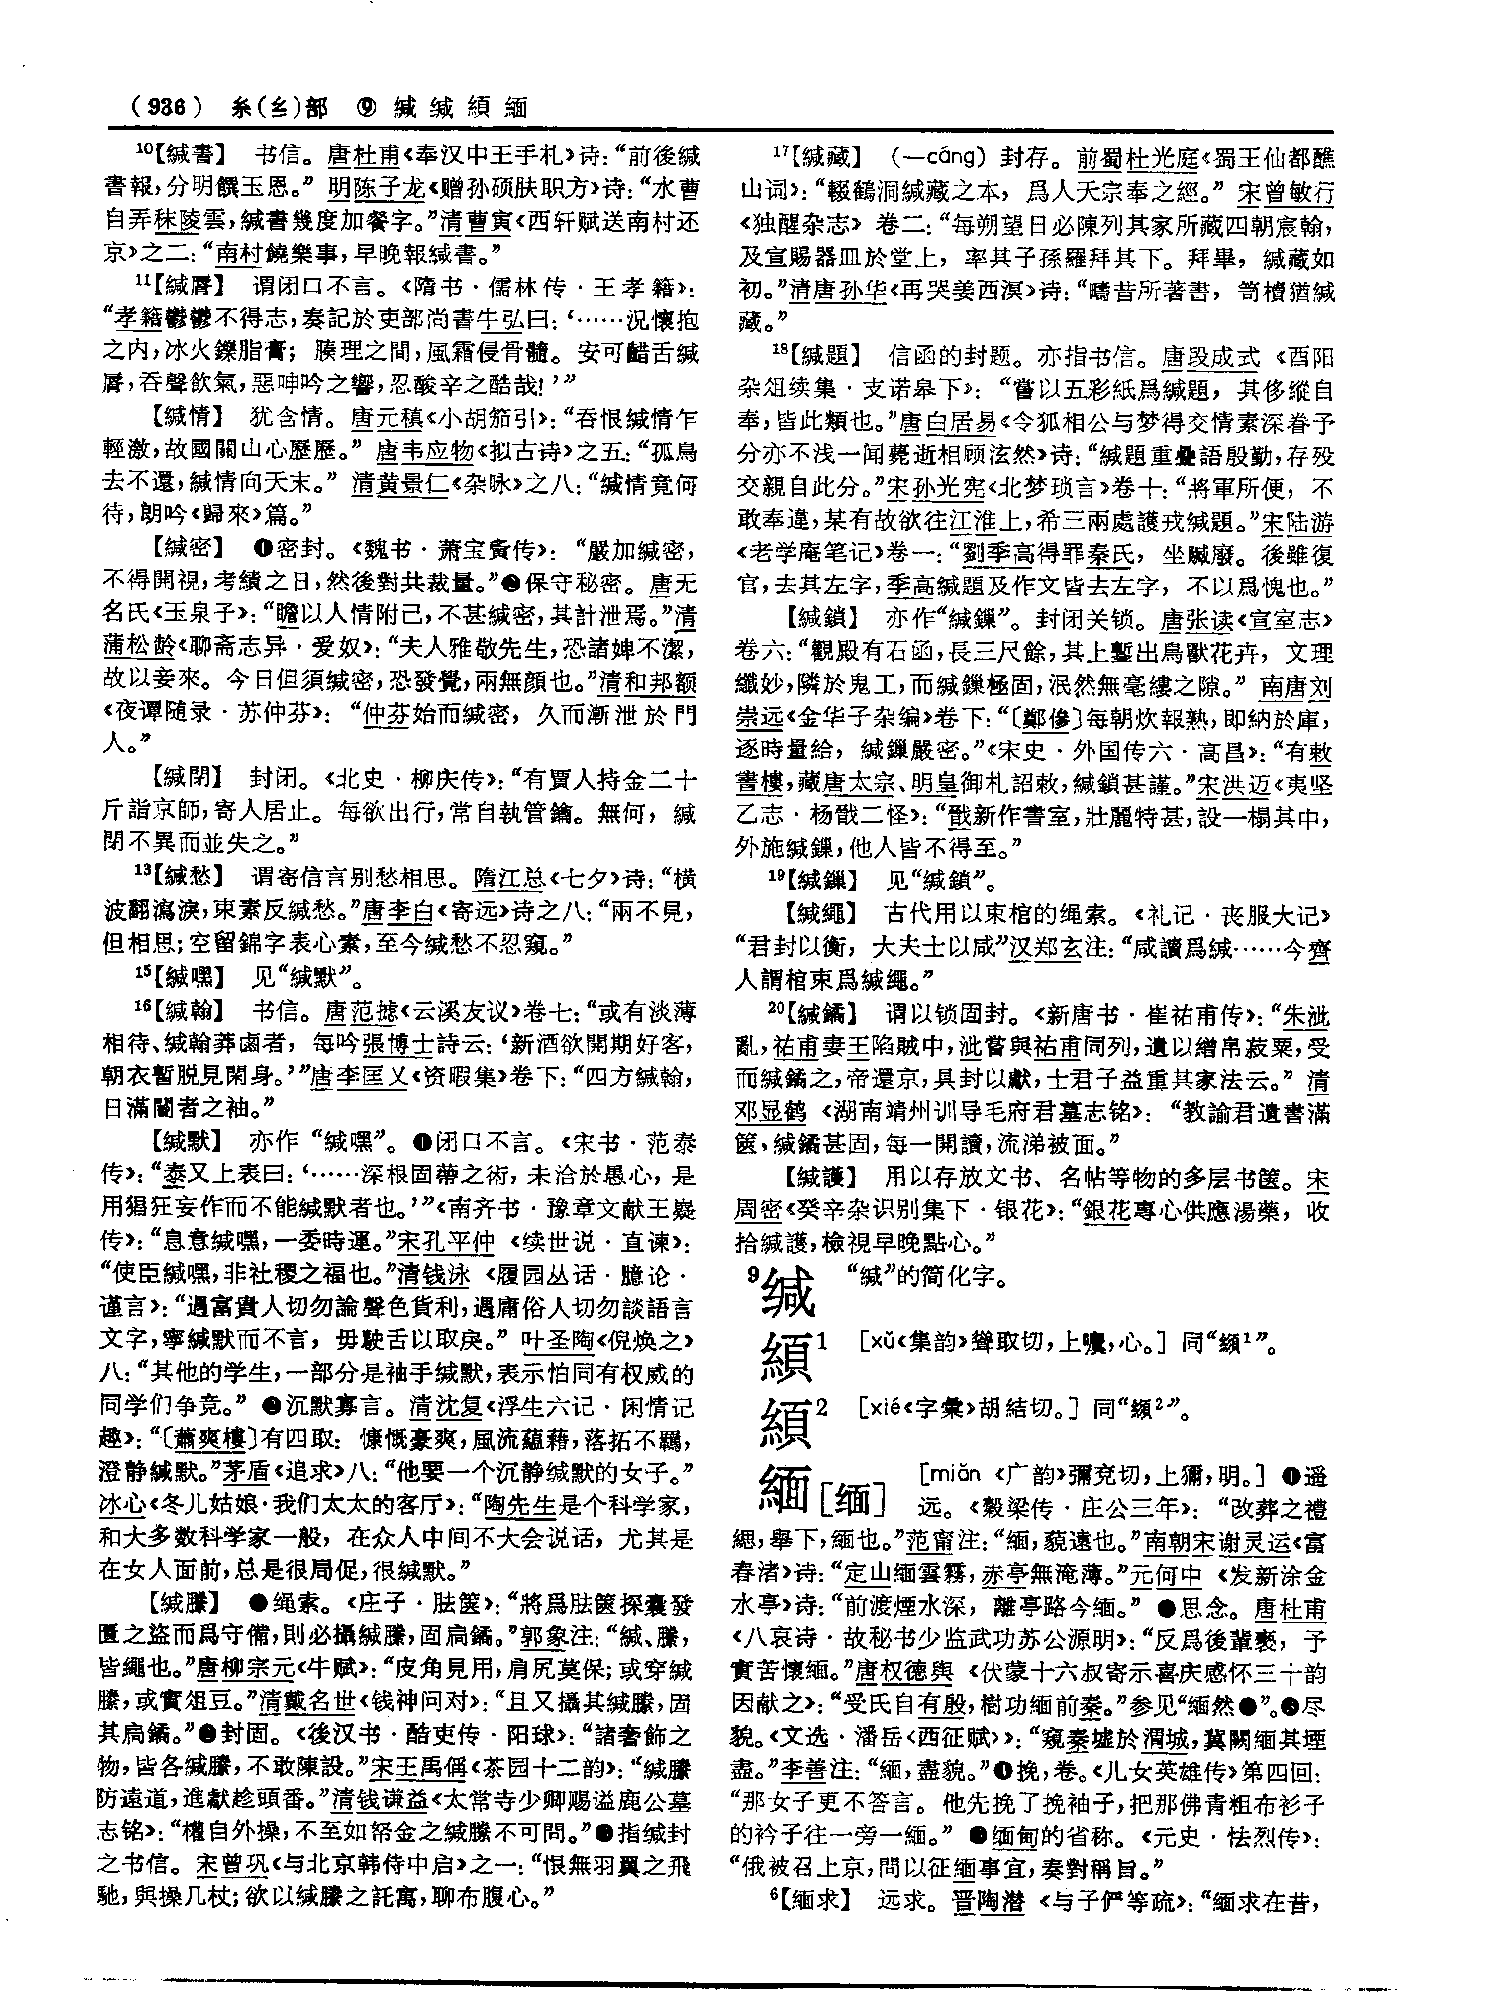 （936） 糸(糹)部 ⑨ 緘 缄 緽 緬
¹⁰【緘書】 书信。唐杜甫《奉汉中王手札》诗：“前後緘
書報，分明饌玉恩。” 明陈子龙《赠孙硕肤职方》诗：“水曹
自弄秣陵雲，緘書幾度加餐字。”清曹寅《西轩赋送南村还
京》之二：“南村饒樂事，早晚報緘書。”
¹¹【緘脣】 谓闭口不言。《隋书·儒林传·王孝籍》：
“孝籍鬱鬱不得志，奏記於吏部尚書牛弘曰：‘……況懷抱
之内，冰火鑠脂膏；腠理之間，風霜侵骨髓。安可齰舌緘
脣，吞聲飲氣，惡呻吟之響，忍酸辛之酷哉！’”
【緘情】 犹含情。唐元稹《小胡笳引》：“吞恨緘情乍
輕激，故國關山心歷歷。” 唐韦应物《拟古诗》之五：“孤鳥
去不還，緘情向天末。” 清黄景仁《杂咏》之八：“緘情竟何
待，朗吟《歸來》篇。”
【緘密】 ❶密封。《魏书·萧宝夤传》：“嚴加緘密，
不得開視，考績之日，然後對共裁量。”❷保守秘密。唐无
名氏《玉泉子》：“瞻以人情附己，不甚緘密，其計泄焉。”清
蒲松龄《聊斋志异·爱奴》：“夫人雅敬先生，恐諸婢不潔，
故以妾來。今日但須緘密，恐發覺，兩無顔也。”清和邦额
《夜谭随录·苏仲芬》：“仲芬始而緘密，久而漸泄於門
人。”
【緘閉】 封闭。《北史·柳庆传》：“有賈人持金二十
斤詣京師，寄人居止。每欲出行，常自執管鑰。無何，緘
閉不異而並失之。”
¹³【緘愁】 谓寄信言别愁相思。隋江总《七夕》诗：“横
波翻瀉淚，束素反緘愁。”唐李白《寄远》诗之八：“兩不見，
但相思；空留錦字表心素，至今緘愁不忍窺。”
¹⁵【緘嘿】 见“緘默”。
¹⁶【緘翰】 书信。唐范摅《云溪友议》卷七：“或有淡薄
相待、緘翰莽鹵者，每吟張博士詩云：‘新酒欲開期好客，
朝衣暫脱見閑身。’”唐李匡乂《资暇集》卷下：“四方緘翰，
日滿閽者之袖。”
【緘默】 亦作“緘嘿”。❶闭口不言。《宋书·范泰
传》：“泰又上表曰：‘……深根固蔕之術，未洽於愚心，是
用猖狂妄作而不能緘默者也。’”《南齐书·豫章文献王嶷
传》：“息意緘嘿，一委時運。”宋孔平仲《续世说·直谏》：
“使臣緘嘿，非社稷之福也。”清钱泳《履园丛话·臆论·
谨言》：“遇富貴人切勿論聲色貨利，遇庸俗人切勿談語言
文字，寧緘默而不言，毋駛舌以取戾。” 叶圣陶《倪焕之》
八：“其他的学生，一部分是袖手缄默，表示怕同有权威的
同学们争竞。” ❷沉默寡言。清沈复《浮生六记·闲情记
趣》：“〔蕭爽樓〕有四取：慷慨豪爽，風流蘊藉，落拓不羈，
澄静緘默。”茅盾《追求》八：“他要一个沉静缄默的女子。”
冰心《冬儿姑娘·我们太太的客厅》：“陶先生是个科学家，
和大多数科学家一般，在众人中间不大会说话，尤其是
在女人面前，总是很局促，很缄默。”
【緘縢】 ❶绳索。《庄子·胠箧》：“將爲胠篋探囊發
匱之盗而爲守備，則必攝緘縢，固扃鐍。”郭象注：“緘、縢，
皆繩也。”唐柳宗元《牛赋》：“皮角見用，肩尻莫保；或穿緘
縢，或實俎豆。”清戴名世《钱神问对》：“且又攝其緘縢，固
其扃鐍。”❷封固。《後汉书·酷吏传·阳球》：“諸奢飾之
物，皆各緘縢，不敢陳設。”宋王禹偁《茶园十二韵》：“緘縢
防遠道，進獻趁頭番。”清钱谦益《太常寺少卿赐谥鹿公墓
志铭》：“權自外操，不至如帑金之緘縢不可問。”❸指缄封
之书信。宋曾巩《与北京韩侍中启》之一：“恨無羽翼之飛
馳，與操几杖；欲以緘縢之託寓，聊布腹心。”
¹⁷【緘藏】 （—cáng）封存。前蜀杜光庭《蜀王仙都醮
山词》：“輟鶴洞緘藏之本，爲人天宗奉之經。” 宋曾敏行
《独醒杂志》卷二：“每朔望日必陳列其家所藏四朝宸翰，
及宣賜器皿於堂上，率其子孫羅拜其下。拜畢，緘藏如
初。”清唐孙华《再哭姜西溟》诗：“疇昔所著書，笥櫝猶緘
藏。”
¹⁸【緘題】 信函的封题。亦指书信。唐段成式《酉阳
杂俎续集·支诺皋下》：“嘗以五彩紙爲緘題，其侈縱自
奉，皆此類也。”唐白居易《令狐相公与梦得交情素深眷予
分亦不浅一闻薨逝相顾泫然》诗：“緘題重疊語殷勤，存殁
交親自此分。”宋孙光宪《北梦琐言》卷十：“將軍所便，不
敢奉違，某有故欲往江淮上，希三兩處護戎緘題。”宋陆游
《老学庵笔记》卷一：“劉季高得罪秦氏，坐贓廢。後雖復
官，去其左字，季高緘題及作文皆去左字，不以爲愧也。”
【緘鎖】 亦作“緘鏁”。封闭关锁。唐张读《宣室志》
卷六：“觀殿有石函，長三尺餘，其上鏨出鳥獸花卉，文理
纖妙，隣於鬼工，而緘鏁極固，泯然無毫縷之隙。” 南唐刘
崇远《金华子杂编》卷下：“〔鄭傪〕每朝炊報熟，即納於庫，
逐時量給，緘鏁嚴密。”《宋史·外国传六·高昌》：“有敕
書樓，藏唐太宗、明皇御札詔敕，緘鎖甚謹。”宋洪迈《夷坚
乙志·杨戬二怪》：“戩新作書室，壯麗特甚，設一榻其中，
外施緘鏁，他人皆不得至。”
¹⁹【緘鏁】 见“緘鎖”。
【緘繩】 古代用以束棺的绳索。《礼记·丧服大记》
“君封以衡，大夫士以咸”汉郑玄注：“咸讀爲緘……今齊
人謂棺束爲緘繩。”
²⁰【緘鐍】 谓以锁固封。《新唐书·崔祐甫传》：“朱泚
亂，祐甫妻王陷賊中，泚嘗與祐甫同列，遺以繒帛菽粟，受
而緘鐍之，帝還京，具封以獻，士君子益重其家法云。” 清
邓显鹤《湖南靖州训导毛府君墓志铭》：“教諭君遺書滿
篋，緘鐍甚固，每一開讀，流涕被面。”
【緘護】 用以存放文书、名帖等物的多层书箧。宋
周密《癸辛杂识别集下·银花》：“銀花專心供應湯藥，收
拾緘護，檢視早晚點心。”
⁹缄 “緘”的简化字。
緽¹ ［xǔ《集韵》聳取切，上噳，心。］同“䋶¹”。
緽² ［xié《字彙》胡結切。］同“䋶²”。
緬［缅］ ［miǎn《广韵》彌兗切，上獮，明。］❶遥
远。《穀梁传·庄公三年》：“改葬之禮
緦，舉下，緬也。”范甯注：“緬，藐遠也。”南朝宋谢灵运《富
春渚》诗：“定山緬雲霧，赤亭無淹薄。”元何中《发新淦金
水亭》诗：“前渡煙水深，離亭路今緬。” ❷思念。唐杜甫
《八哀诗·故秘书少监武功苏公源明》：“反爲後輩褻，予
實苦懷緬。”唐权德舆《伏蒙十六叔寄示喜庆感怀三十韵
因献之》：“受氏自有殷，樹功緬前秦。”参见“緬然❷”。❸尽
貌。《文选·潘岳〈西征赋〉》：“窺秦墟於渭城，冀闕緬其堙
盡。”李善注：“緬，盡貌。”❹挽，卷。《儿女英雄传》第四回：
“那女子更不答言。他先挽了挽袖子，把那佛青粗布衫子
的衿子往一旁一緬。” ❺缅甸的省称。《元史·怯烈传》：
“俄被召上京，問以征緬事宜，奏對稱旨。”
⁶【緬求】 远求。晋陶潜《与子俨等疏》：“緬求在昔，